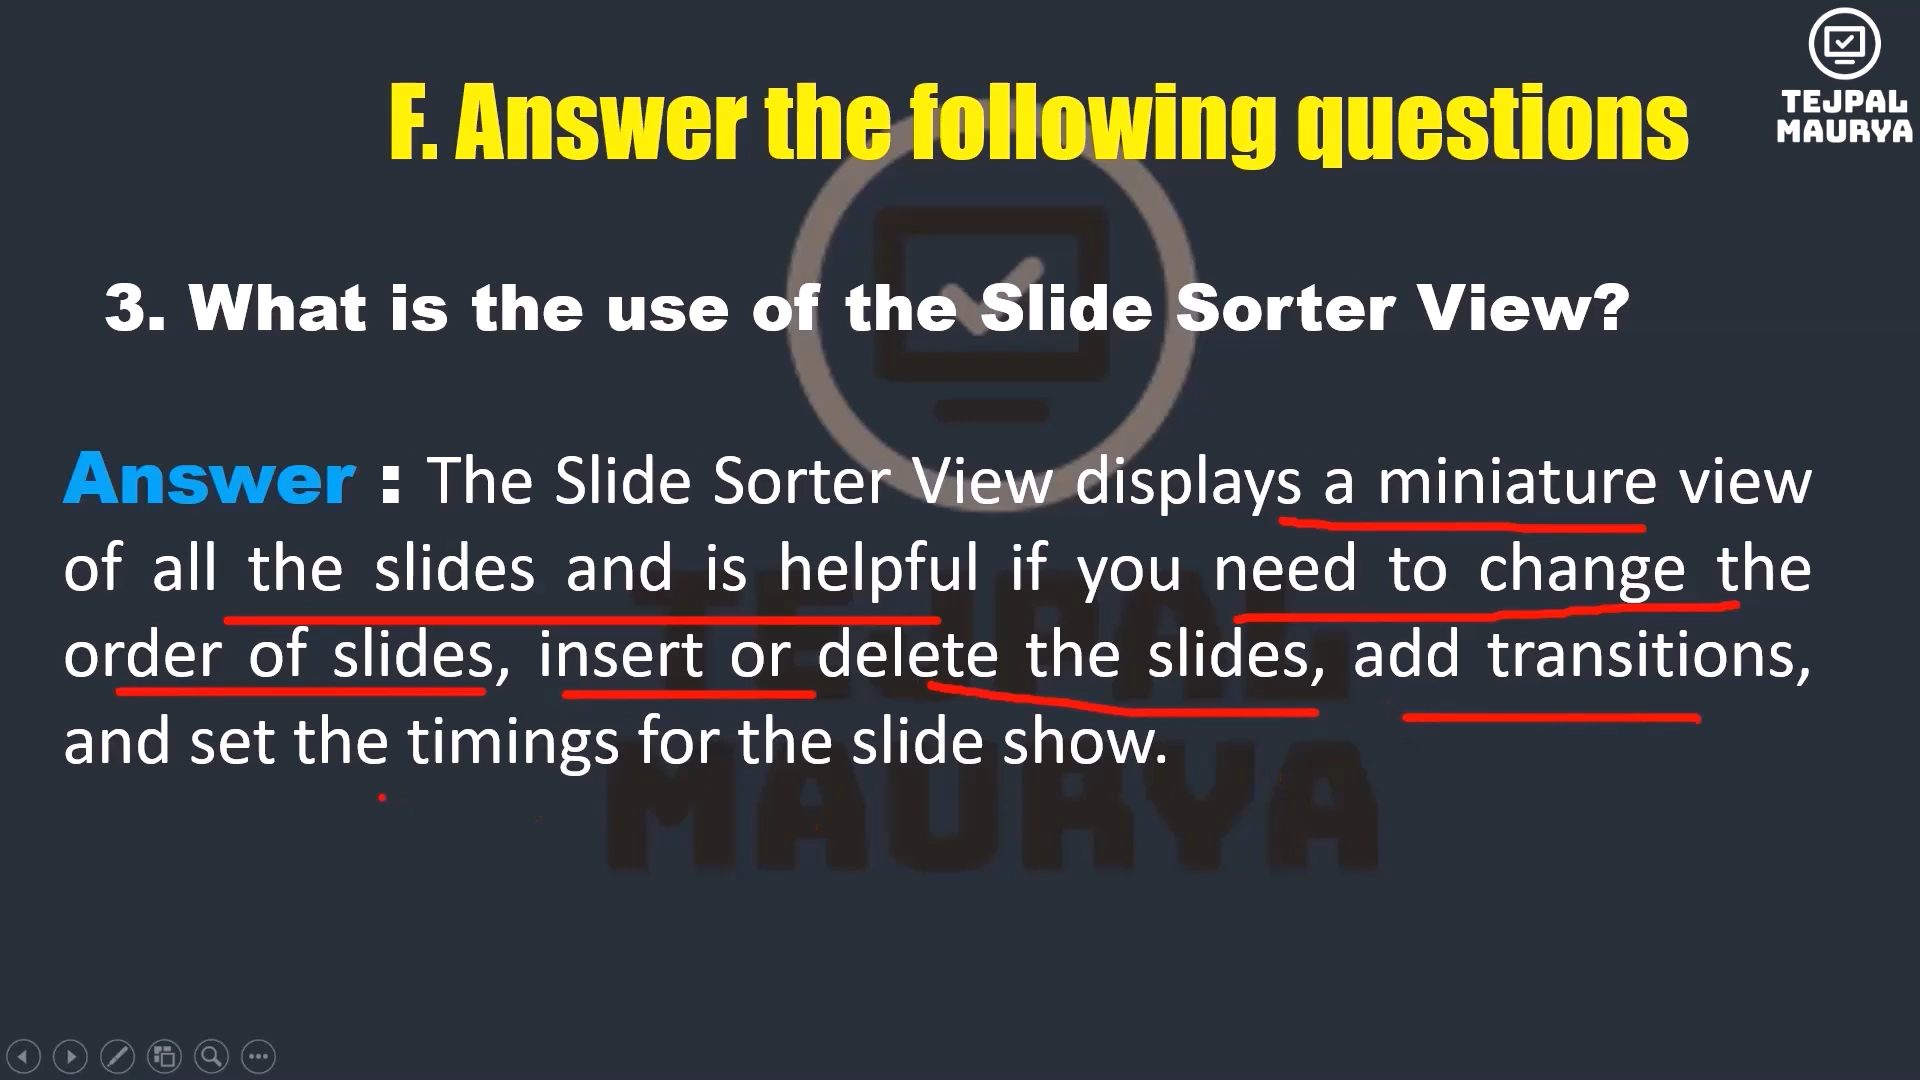 TEJPAL
MAURYA
F. Answer the following questions
3. What is the use of the Slide Sorter View?
Answer : The Slide Sorter View displays a miniature view
of all the slides and is helpful if you need to change the
order of slides, insert or delete the slides, add transitions,
and set the timings for the slide show.
TEJPAL
MAURYA